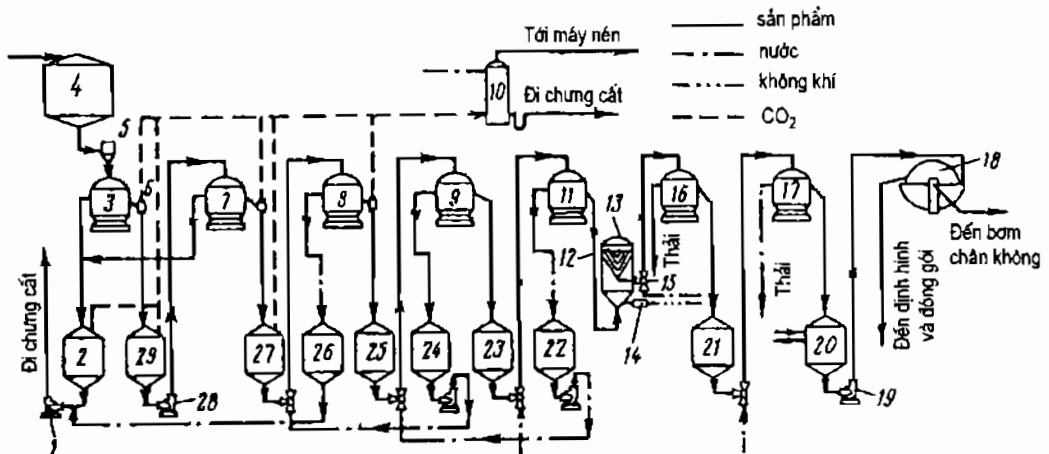 sản phẩm
nước
không khí
CO₂
Tới máy nén
Đi chưng cất
10
4
5
3
6
7
8
9
11
12
13
16
17
18
Đến bơm
chân không
Thải
15
14
Thải
Đến định hình
và đóng gói
Đi chưng cất
2
29
28
27
26
25
24
23
22
21
20
19
1